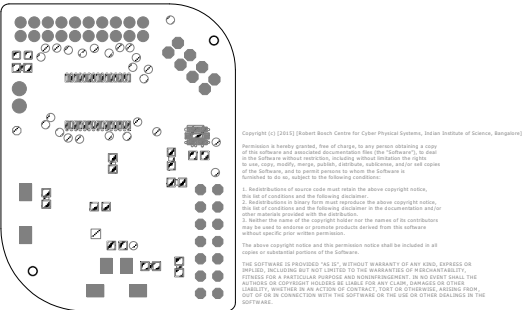 Copyright (c) [2015] [Robert Bosch Centre for Cyber Physical Systems, Indian Institute of Science, Bangalore]
Permission is hereby granted, free of charge, to any person obtaining a copy
of this software and associated documentation files (the "Software"), to deal
in the Software without restriction, including without limitation the rights
to use, copy, modify, merge, publish, distribute, sublicense, and/or sell
copies of the Software, and to permit persons to whom the Software is
furnished to do so, subject to the following conditions:
1. Redistributions of source code must retain the above copyright notice,
this list of conditions and the following disclaimer.
2. Redistributions in binary form must reproduce the above copyright notice,
this list of conditions and the following disclaimer in the documentation and/or
other materials provided with the distribution.
3. Neither the name of the copyright holder nor the names of its contributors
may be used to endorse or promote products derived from this software
without specific prior written permission.
The above copyright notice and this permission notice shall be included in all
copies or substantial portions of the Software.
THE SOFTWARE IS PROVIDED "AS IS", WITHOUT WARRANTY OF ANY KIND, EXPRESS OR
IMPLIED, INCLUDING BUT NOT LIMITED TO THE WARRANTIES OF MERCHANTABILITY,
FITNESS FOR A PARTICULAR PURPOSE AND NONINFRINGEMENT. IN NO EVENT SHALL THE
AUTHORS OR COPYRIGHT HOLDERS BE LIABLE FOR ANY CLAIM, DAMAGES OR OTHER
LIABILITY, WHETHER IN AN ACTION OF CONTRACT, TORT OR OTHERWISE, ARISING FROM,
OUT OF OR IN CONNECTION WITH THE SOFTWARE OR THE USE OR OTHER DEALINGS IN THE
SOFTWARE.